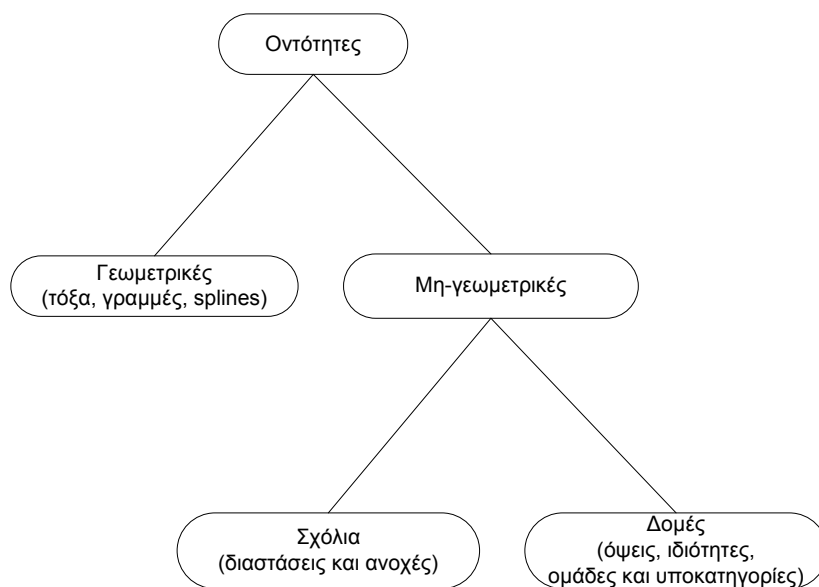 Οντότητες
Γεωμετρικές
(τόξα, γραμμές, splines)
Μη-γεωμετρικές
Σχόλια
(διαστάσεις και ανοχές)
Δομές
(όψεις, ιδιότητες,
ομάδες και υποκατηγορίες)